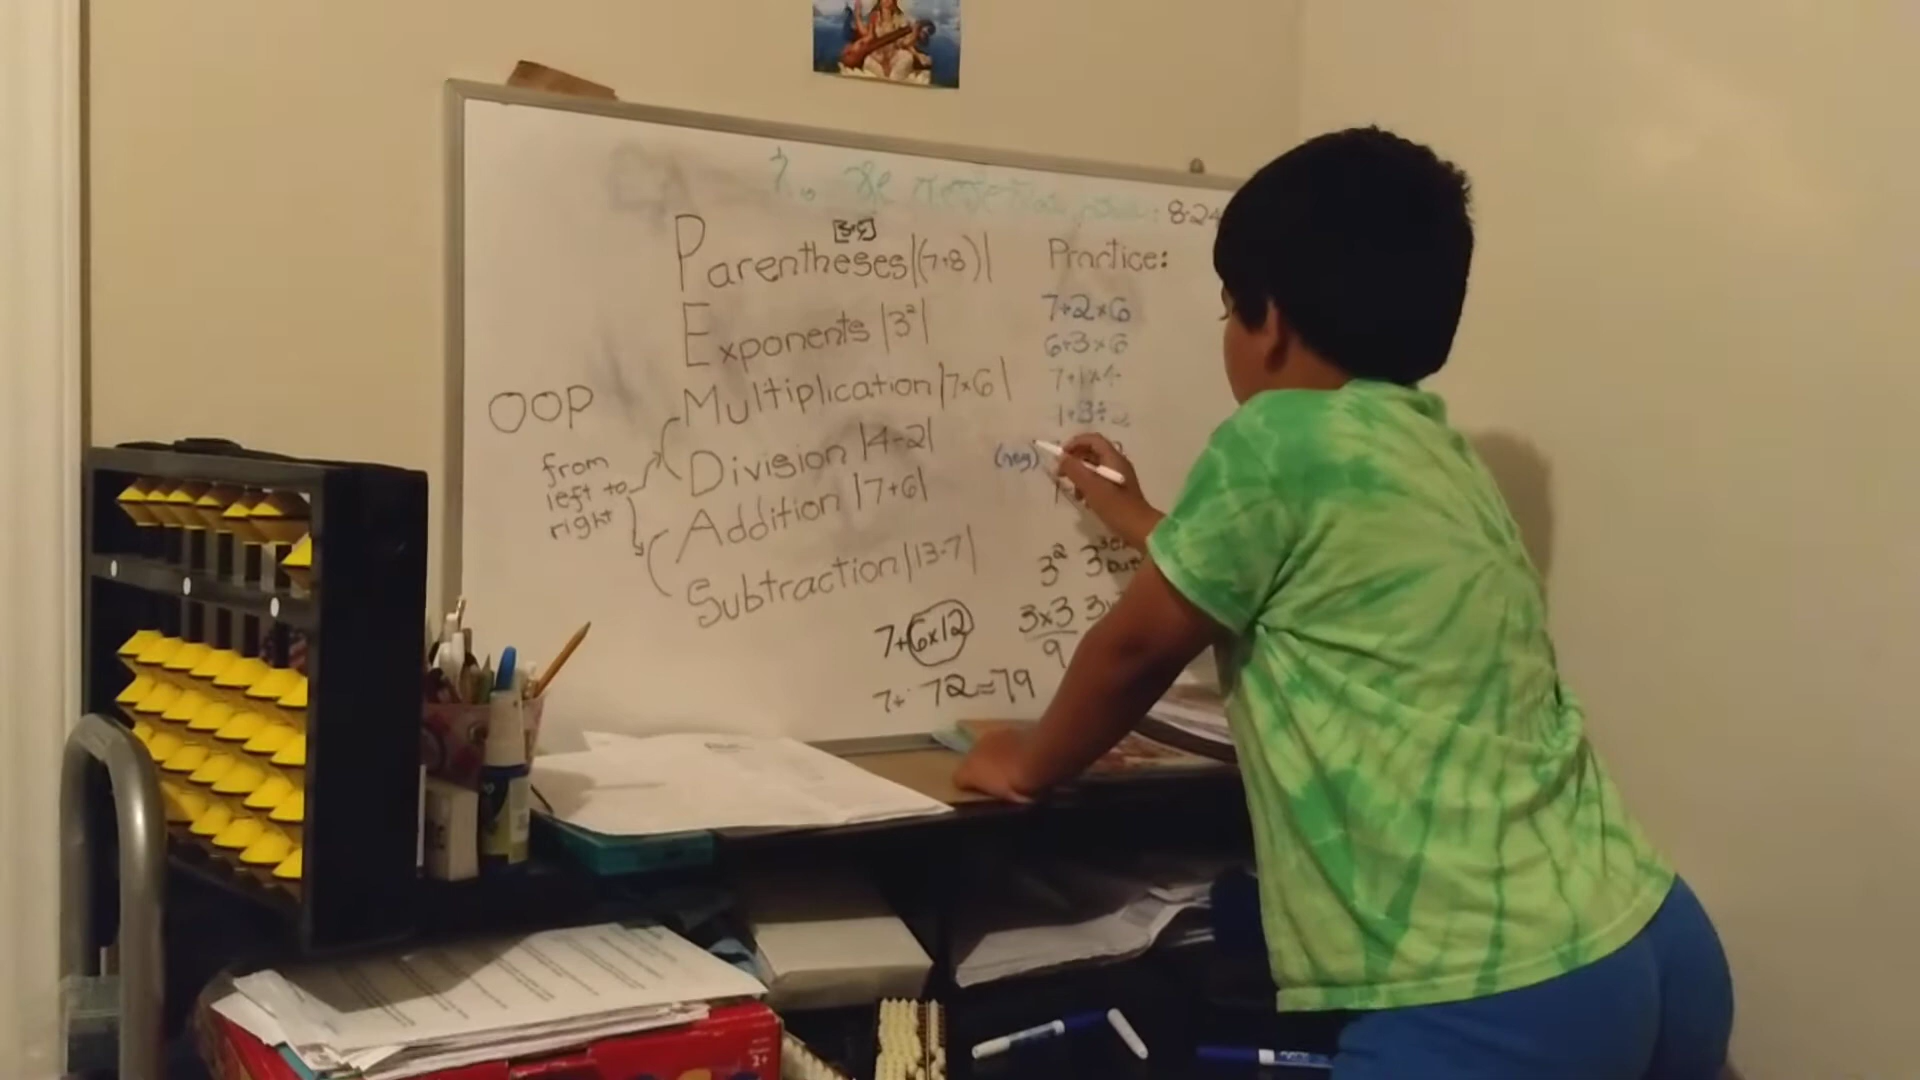 8-24
[3+5]
Parentheses|(7+8)|
Exponents |3²|
Multiplication |7×6|
Division |4÷2|
Addition |7+6|
Subtraction |13-7|
OOP
from
left to
right
7+6×12
7+72=79
Practice:
7+2×6
6+3×6
7+1×4
1+3÷
(neg)
3² 3³
3×3
9